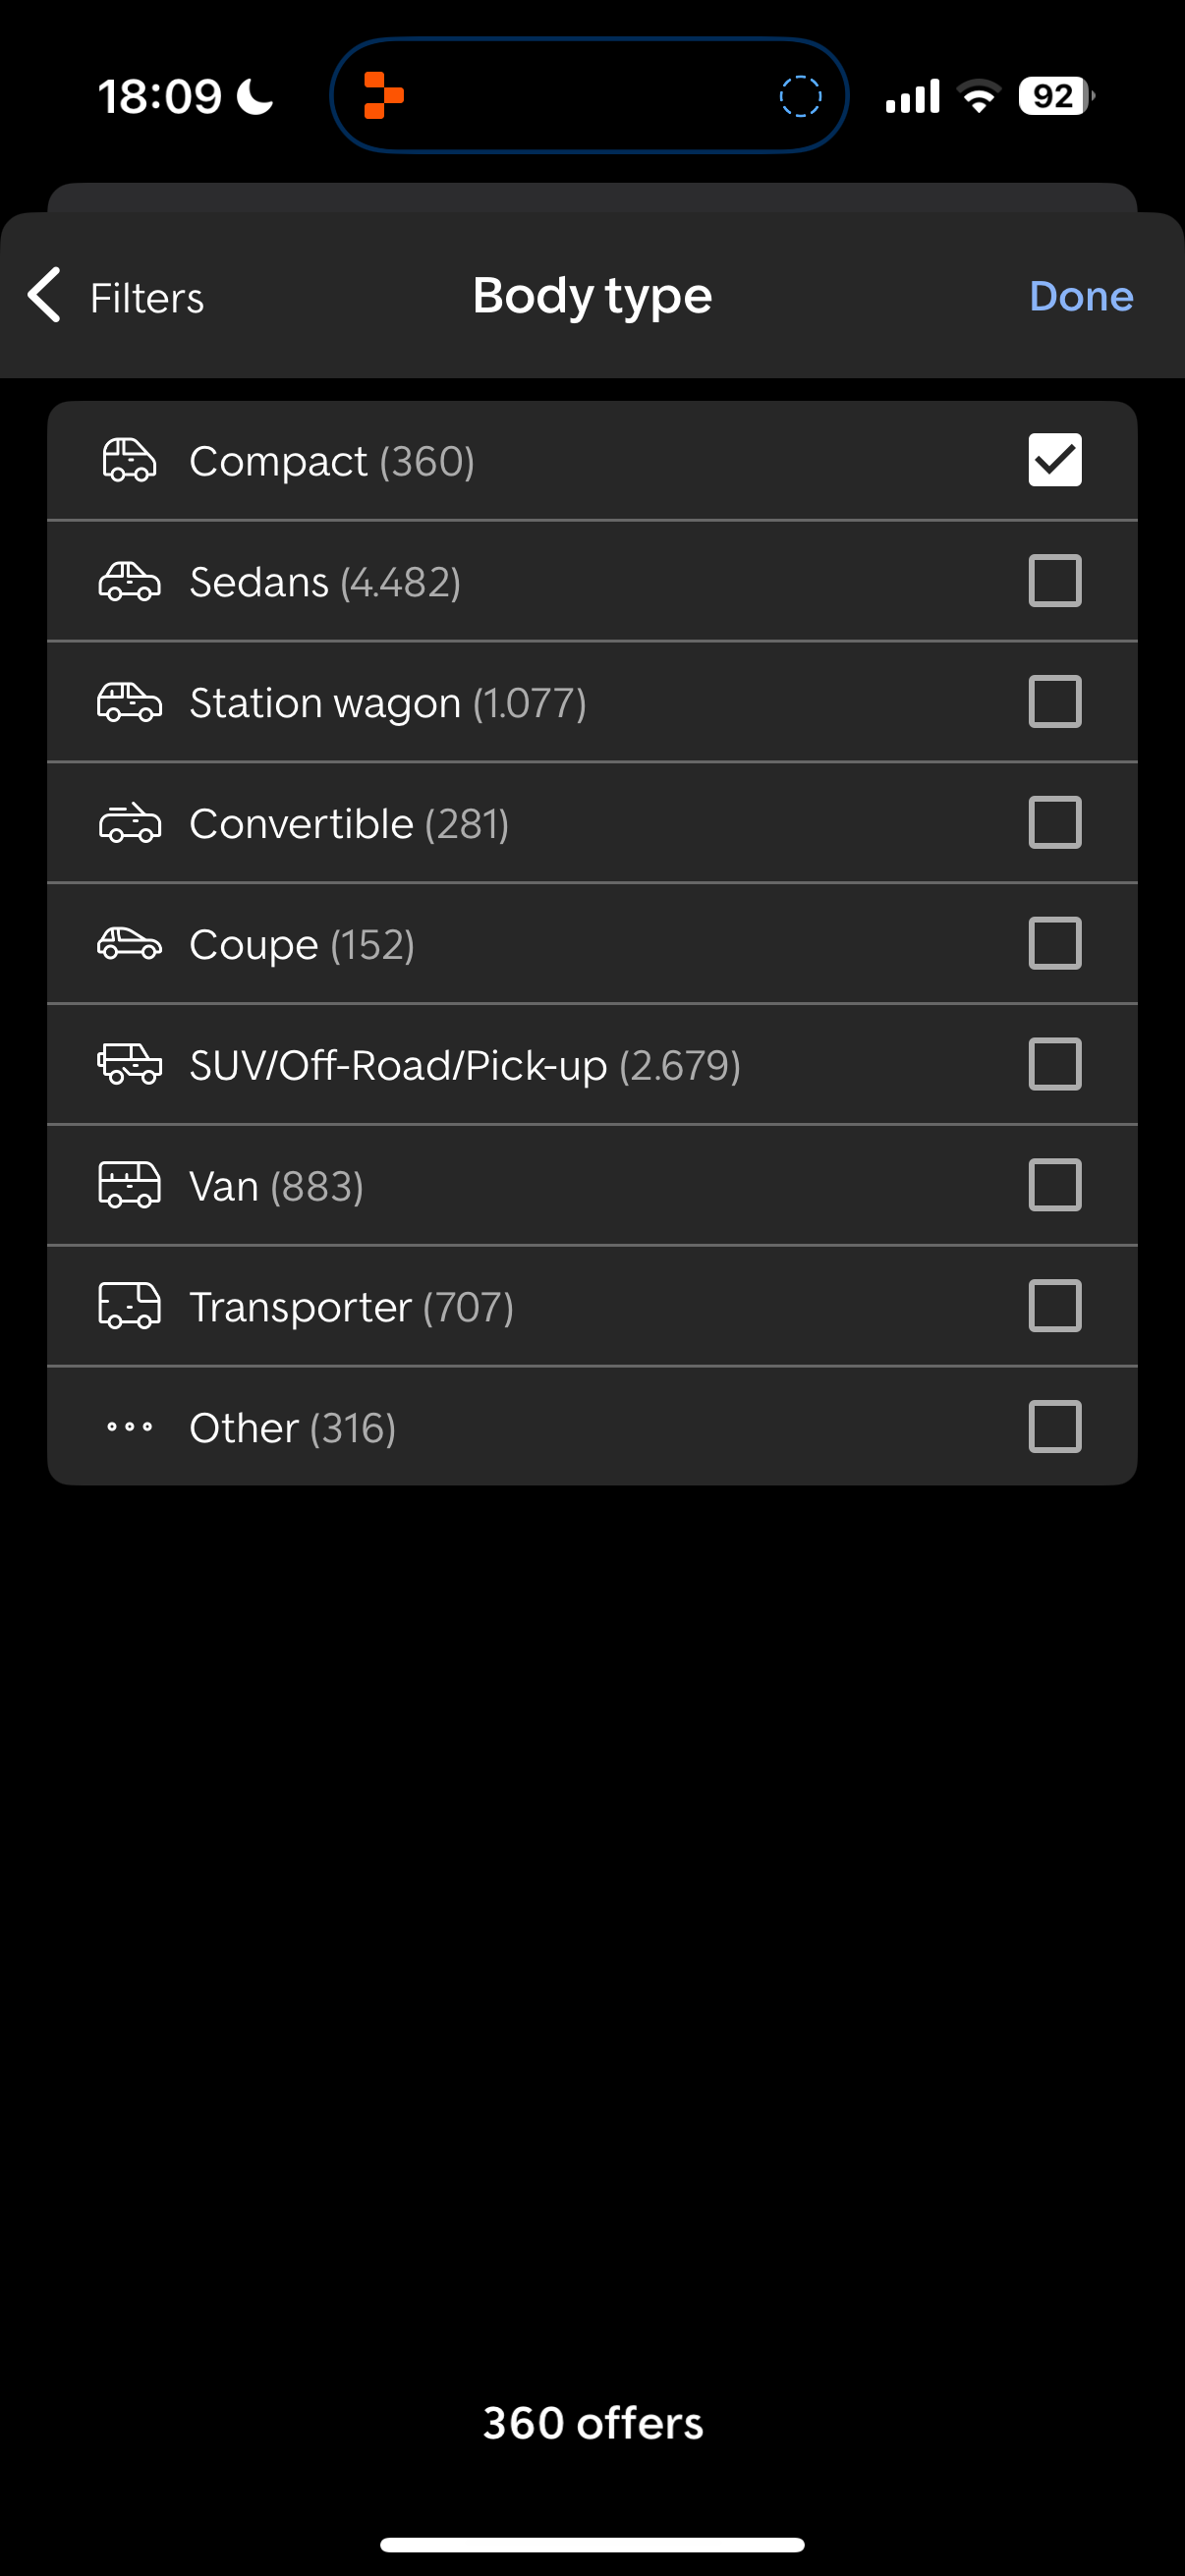 18:09
92
Filters
Body type
Done
Compact (360)
Sedans (4.482)
Station wagon (1.077)
Convertible (281)
Coupe (152)
SUV/Off-Road/Pick-up (2.679)
Van (883)
Transporter (707)
Other (316)
360 offers